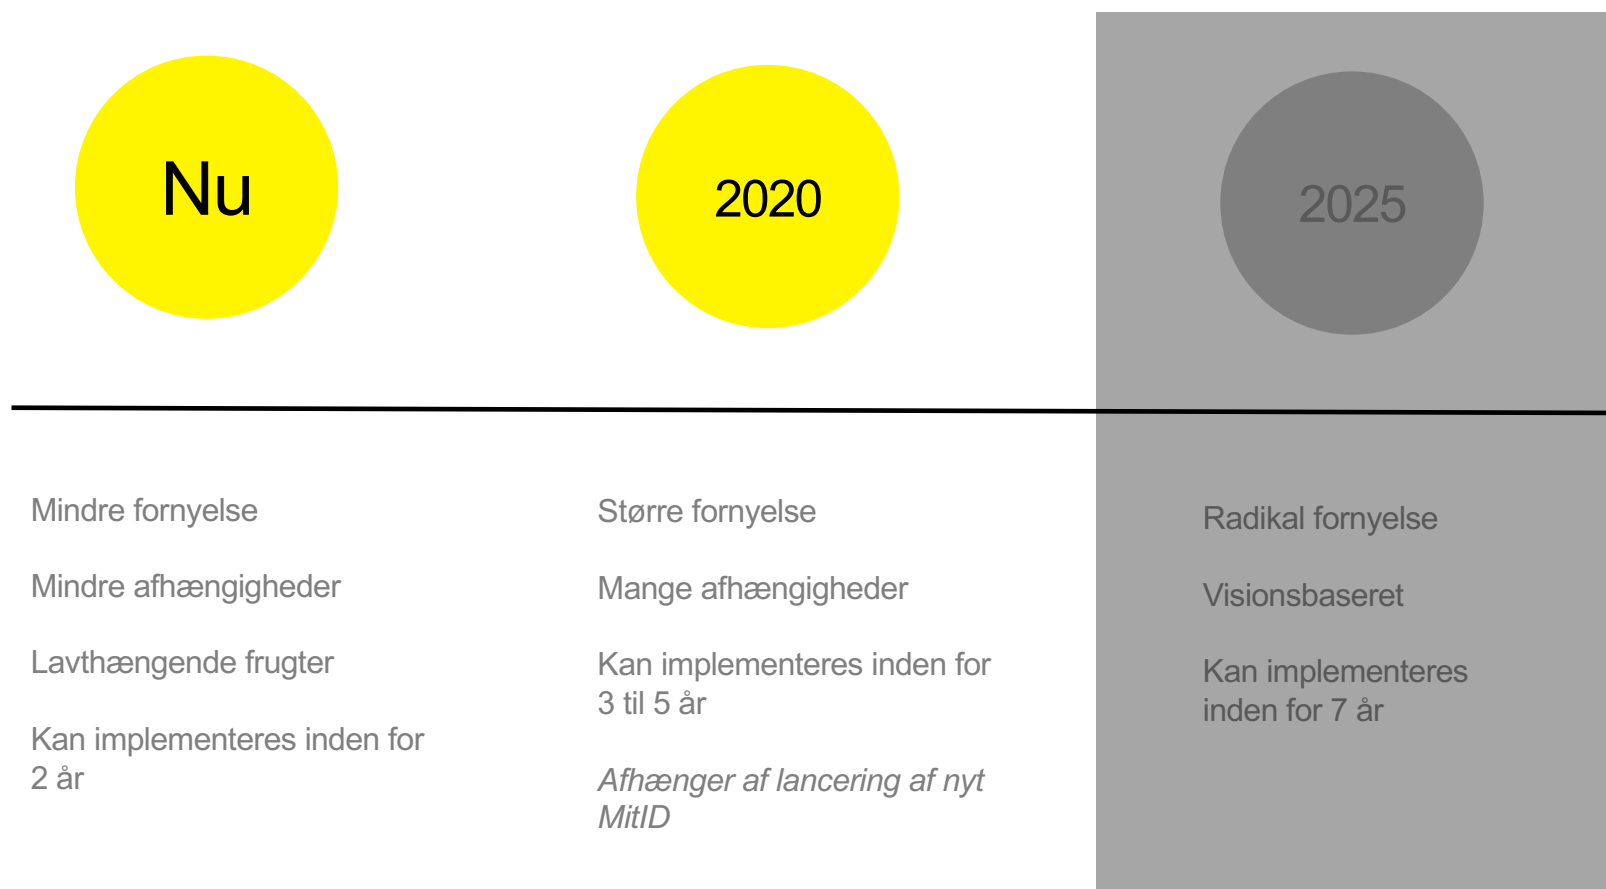 Nu
2020
2025
Mindre fornyelse
Mindre afhængigheder
Lavthængende frugter
Kan implementeres inden for
2 år
Større fornyelse
Mange afhængigheder
Kan implementeres inden for
3 til 5 år
Afhænger af lancering af nyt
MitID
Radikal fornyelse
Visionsbaseret
Kan implementeres
inden for 7 år